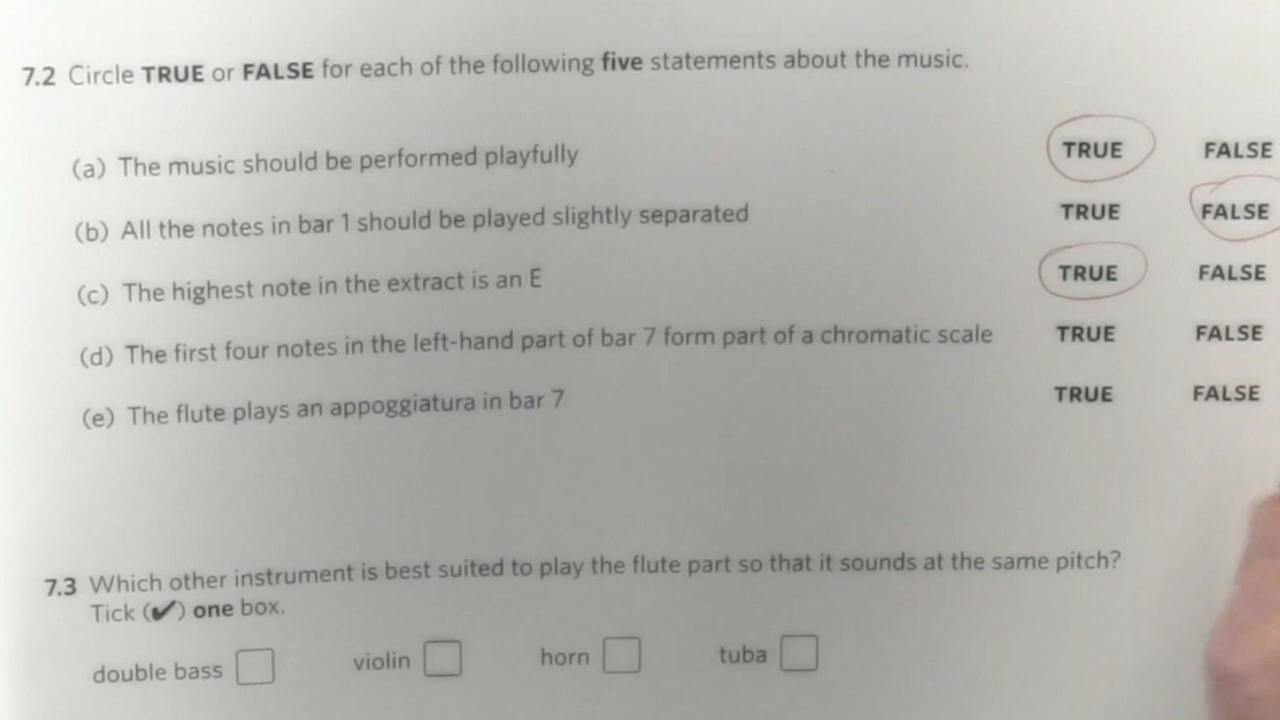 7.2 Circle TRUE or FALSE for each of the following five statements about the music.
(a) The music should be performed playfully TRUE FALSE
(b) All the notes in bar 1 should be played slightly separated TRUE FALSE
(c) The highest note in the extract is an E TRUE FALSE
(d) The first four notes in the left-hand part of bar 7 form part of a chromatic scale TRUE FALSE
(e) The flute plays an appoggiatura in bar 7 TRUE FALSE
7.3 Which other instrument is best suited to play the flute part so that it sounds at the same pitch?
Tick (✔) one box.
double bass violin horn tuba